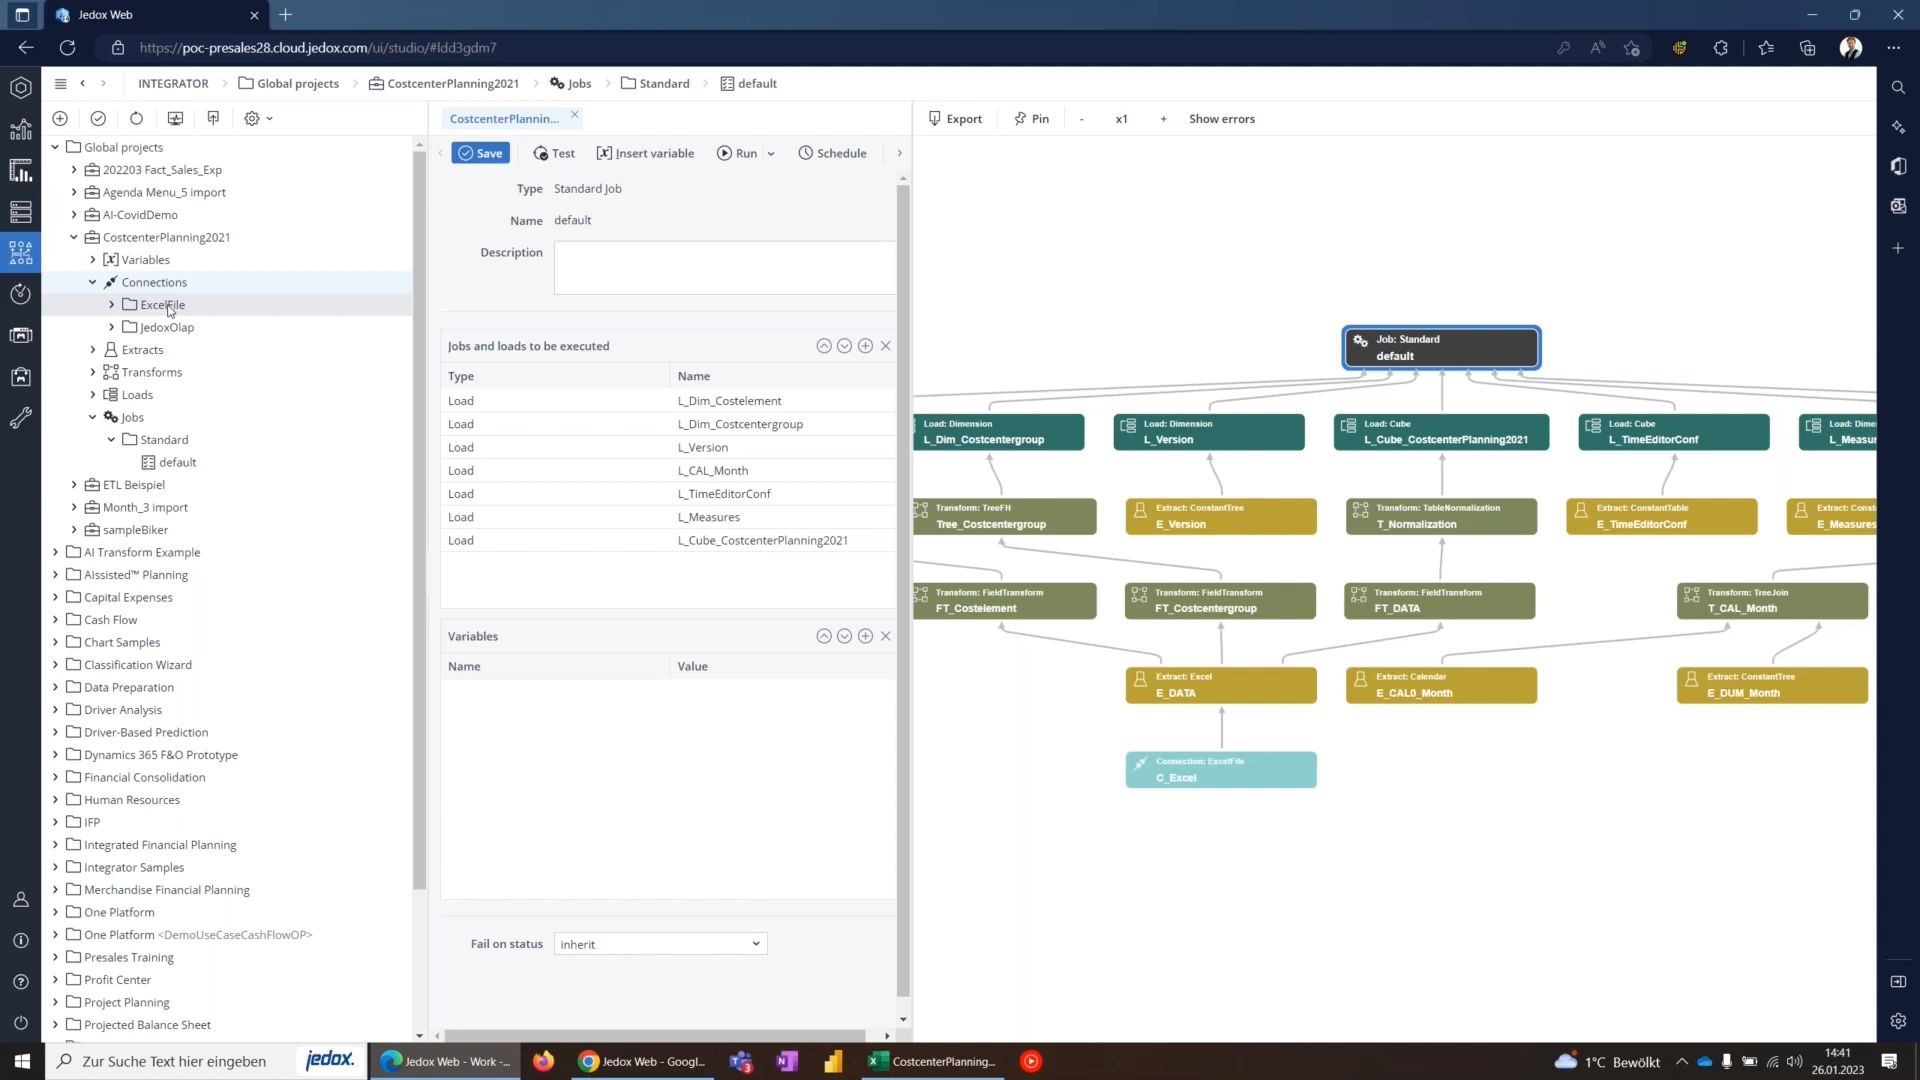 Jedox Web
https://poc-presales28.cloud.jedox.com/ui/studio/#ldd3gdm7
INTEGRATOR > Global projects > CostcenterPlanning2021 > Jobs > Standard > default
Global projects
202203 Fact_Sales_Exp
Agenda Menu_5 import
AI-CovidDemo
CostcenterPlanning2021
Variables
Connections
ExcelFile
JedoxOlap
Extracts
Transforms
Loads
Jobs
Standard
default
ETL Beispiel
Month_3 import
sampleBiker
AI Transform Example
AIssisted™ Planning
Capital Expenses
Cash Flow
Chart Samples
Classification Wizard
Data Preparation
Driver Analysis
Driver-Based Prediction
Dynamics 365 F&O Prototype
Financial Consolidation
Human Resources
IFP
Integrated Financial Planning
Integrator Samples
Merchandise Financial Planning
One Platform
One Platform <DemoUseCaseCashFlowOP>
Presales Training
Profit Center
Project Planning
Projected Balance Sheet
CostcenterPlannin...
Save Test Insert variable Run Schedule
Type Standard Job
Name default
Description
Jobs and loads to be executed
Type Name
Load L_Dim_Costelement
Load L_Dim_Costcentergroup
Load L_Version
Load L_CAL_Month
Load L_TimeEditorConf
Load L_Measures
Load L_Cube_CostcenterPlanning2021
Variables
Name Value
Fail on status inherit
Export Pin - x1 + Show errors
Job: Standard
default
Load: Dimension
L_Dim_Costcentergroup
Load: Dimension
L_Version
Load: Cube
L_Cube_CostcenterPlanning2021
Load: Cube
L_TimeEditorConf
Load: Dime
L_Measur
Transform: TreeFH
Tree_Costcentergroup
Extract: ConstantTree
E_Version
Transform: TableNormalization
T_Normalization
Extract: ConstantTable
E_TimeEditorConf
Extract: Consta
E_Measures
Transform: FieldTransform
FT_Costelement
Transform: FieldTransform
FT_Costcentergroup
Transform: FieldTransform
FT_DATA
Transform: TreeJoin
T_CAL_Month
Extract: Excel
E_DATA
Extract: Calendar
E_CAL0_Month
Extract: ConstantTree
E_DUM_Month
Connection: ExcelFile
C_Excel
Zur Suche Text hier eingeben
jedox.
Jedox Web - Work -...
Jedox Web - Googl...
3
CostcenterPlanning...
1°C Bewölkt
14:41
26.01.2023